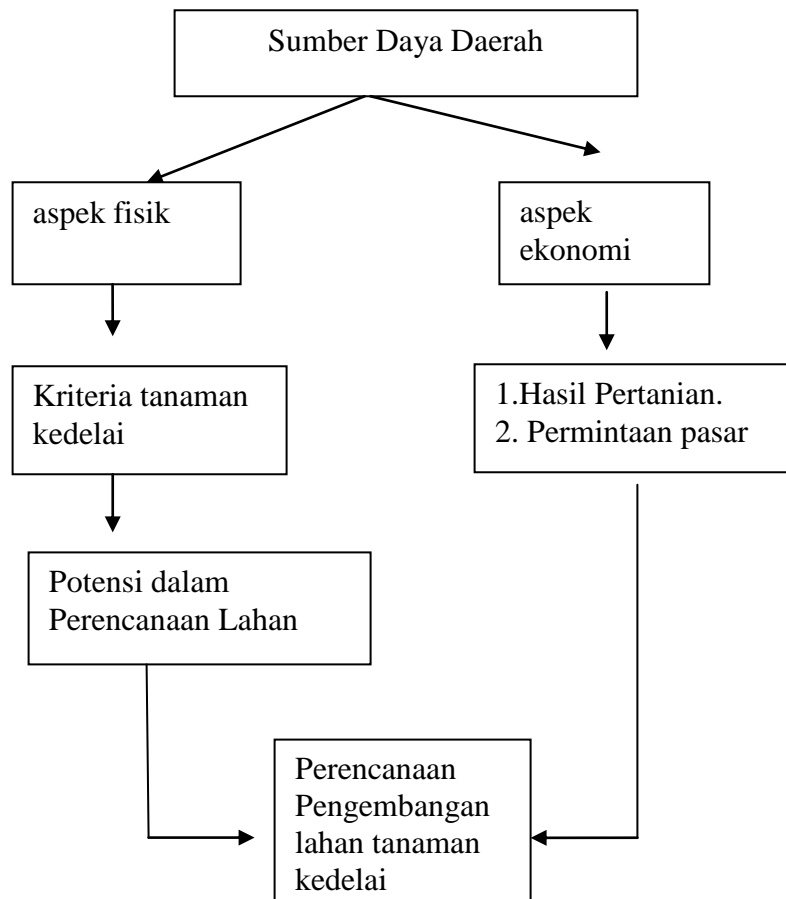 Sumber Daya Daerah
aspek fisik
aspek
ekonomi
Kriteria tanaman
kedelai
1.Hasil Pertanian.
2. Permintaan pasar
Potensi dalam
Perencanaan Lahan
Perencanaan
Pengembangan
lahan tanaman
kedelai